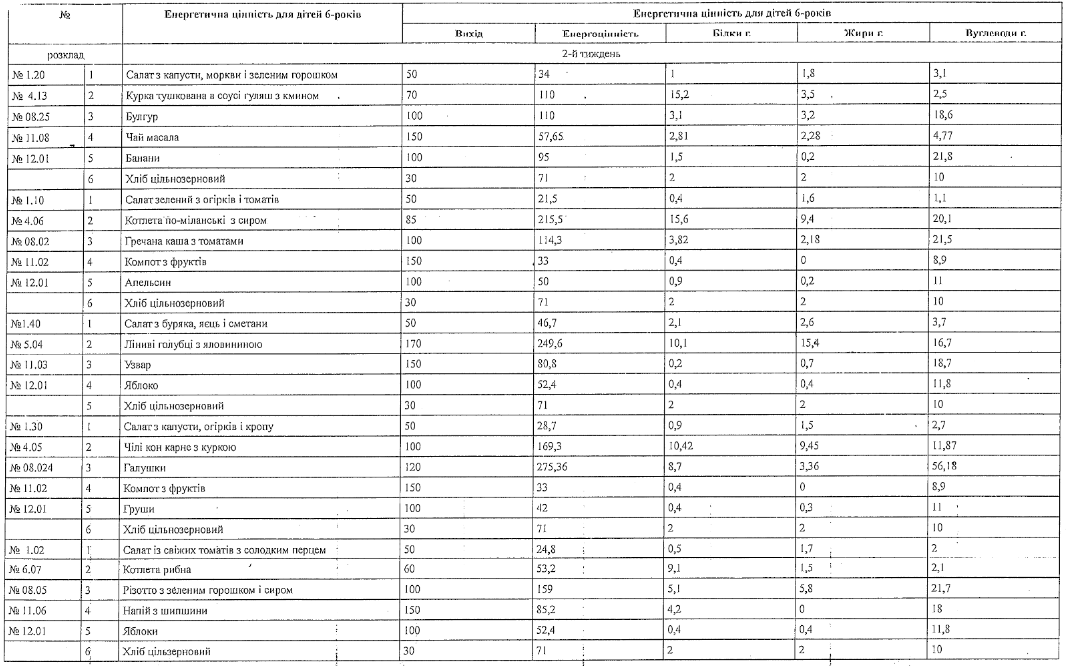 № Енергетична цінність для дітей 6-років Енергетична цінність для дітей 6-років
Вихід Енергоцінність Білки г. Жири г. Вуглеводи г.
розклад 2-й тиждень
№ 1.20 1 Салат з капусти, моркви і зеленим горошком 50 34 1 1,8 3,1
№ 4.13 2 Курка тушкована в соусі гуляш з кмином 70 110 15,2 3,5 2,5
№ 08.25 3 Булгур 100 110 3,1 3,2 18,6
№ 11.08 4 Чай масала 150 57,65 2,81 2,28 4,77
№ 12.01 5 Банани 100 95 1,5 0,2 21,8
6 Хліб цільнозерновий 30 71 2 2 10
№ 1.10 1 Салат зелений з огірків і томатів 50 21,5 0,4 1,6 1,1
№ 4.06 2 Котлета по-міланські з сиром 85 215,5 15,6 9,4 20,1
№ 08.02 3 Гречана каша з томатами 100 114,3 3,82 2,18 21,5
№ 11.02 4 Компот з фруктів 150 33 0,4 0 8,9
№ 12.01 5 Апельсин 100 50 0,9 0,2 11
6 Хліб цільнозерновий 30 71 2 2 10
№1.40 1 Салат з буряка, яєць і сметани 50 46,7 2,1 2,6 3,7
№ 5.04 2 Ліниві голубці з яловининою 170 249,6 10,1 15,4 16,7
№ 11.03 3 Узвар 150 80,8 0,2 0,7 18,7
№ 12.01 4 Яблоко 100 52,4 0,4 0,4 11,8
5 Хліб цільнозерновий 30 71 2 2 10
№ 1.30 1 Салат з капусти, огірків і кропу 50 28,7 0,9 1,5 2,7
№ 4.05 2 Чілі кон карне з куркою 100 169,3 10,42 9,45 11,87
№ 08.024 3 Галушки 120 275,36 8,7 3,36 56,18
№ 11.02 4 Компот з фруктів 150 33 0,4 0 8,9
№ 12.01 5 Груши 100 42 0,4 0,3 11
6 Хліб цільнозерновий 30 71 2 2 10
№ 1.02 1 Салат із свіжих томатів з солодким перцем 50 24,8 0,5 1,7 2
№ 6.07 2 Котлета рибна 60 53,2 9,1 1,5 2,1
№ 08.05 3 Різотто з зеленим горошком і сиром 100 159 5,1 5,8 21,7
№ 11.06 4 Напій з шипшини 150 85,2 4,2 0 18
№ 12.01 5 Яблоки 100 52,4 0,4 0,4 11,8
6 Хліб цільзерновий 30 71 2 2 10